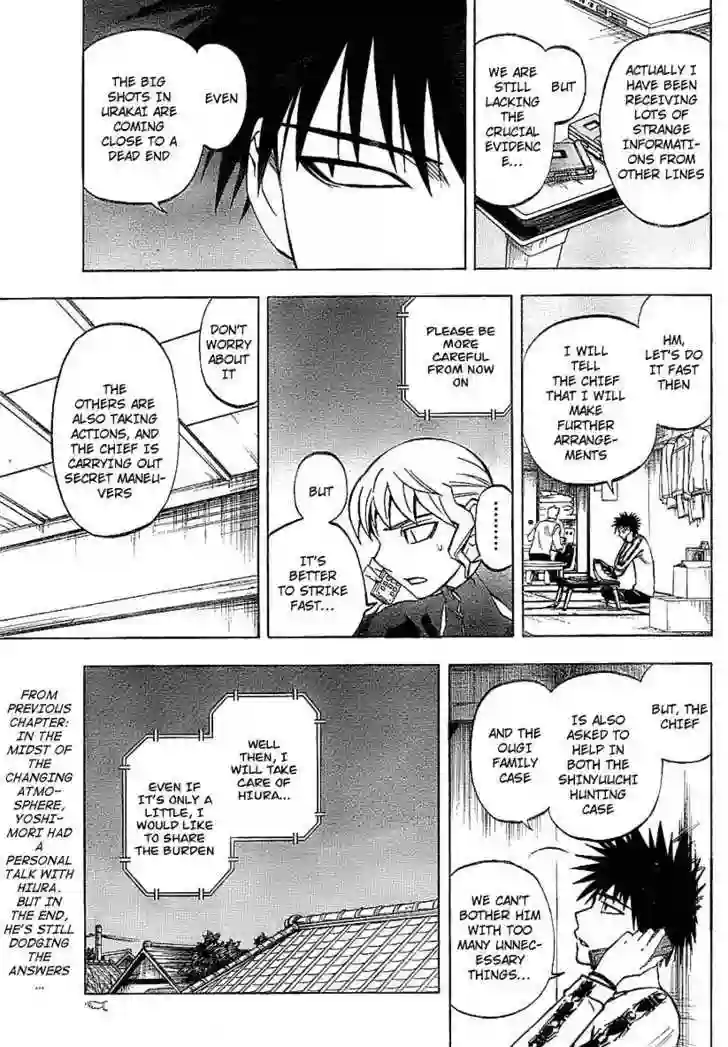 ACTUALLY I
HAVE BEEN
RECEIVING
LOTS OF
STRANGE
INFORMATI-
ONS FROM
OTHER LINES
BUT
WE ARE
STILL
LACKING
THE
CRUCIAL
EVIDENC
E...
EVEN
THE BIG
SHOTS IN
URAKAI ARE
COMING
CLOSE TO A
DEAD END
HM,
LET'S DO
IT FAST
THEN
I WILL
TELL
THE CHIEF
THAT I WILL
MAKE
FURTHER
ARRANGE-
MENTS
PLEASE BE
MORE
CAREFUL
FROM NOW
ON
.........
BUT
IT'S
BETTER
TO STRIKE
FAST...
DON'T
WORRY
ABOUT
IT
THE
OTHERS ARE
ALSO TAKING
ACTIONS, AND
THE CHIEF IS
CARRYING OUT
SECRET MANEU-
VERS
BUT, THE
CHIEF
IS ALSO
ASKED TO
HELP IN
BOTH THE
SHINYUUCHI
HUNTING
CASE
AND THE
OUGI
FAMILY
CASE
WE CAN'T
BOTHER HIM
WITH TOO
MANY UNNEC-
ESSARY
THINGS...
WELL
THEN, I
WILL TAKE
CARE OF
HIURA...
EVEN IF
IT'S ONLY A
LITTLE, I
WOULD LIKE
TO SHARE
THE BURDEN
FROM
PREVIOUS
CHAPTER:
IN THE
MIDST OF
THE
CHANGING
ATMO-
SPHERE,
YOSHI-
MORI HAD
A
PERSONAL
TALK WITH
HIURA.
BUT IN
THE END,
HE'S STILL
DODGING
THE
ANSWERS
...